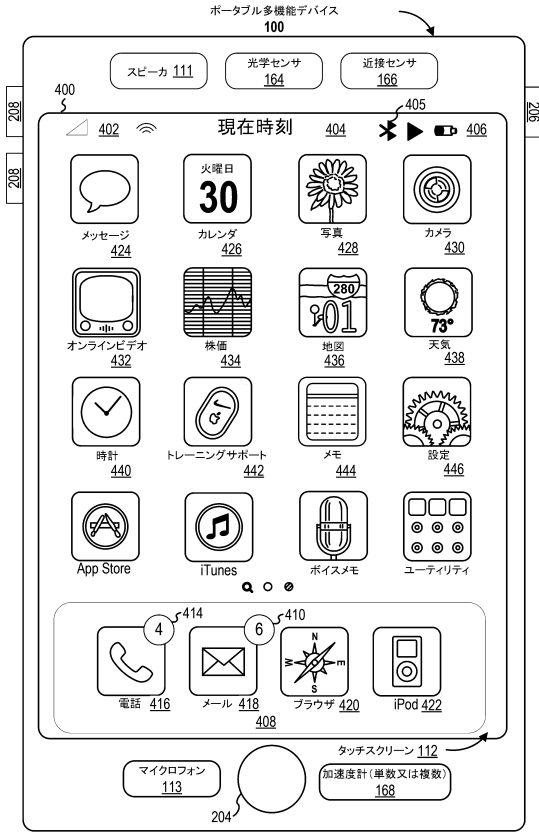 ポータブル多機能デバイス
100
スピーカ 111
光学センサ
164
近接センサ
166
208
208
206
400
405
402
現在時刻
404
406
火曜日
30
メッセージ
424
カレンダ
426
写真
428
カメラ
430
280
01
73°
オンラインビデオ
432
株価
434
地図
436
天気
438
時計
440
トレーニングサポート
442
メモ
444
設定
446
App Store
iTunes
ボイスメモ
ユーティリティ
4
414
6
410
N
W
E
S
電話 416
メール 418
ブラウザ 420
iPod 422
408
タッチスクリーン 112
マイクロフォン
113
204
加速度計(単数又は複数)
168